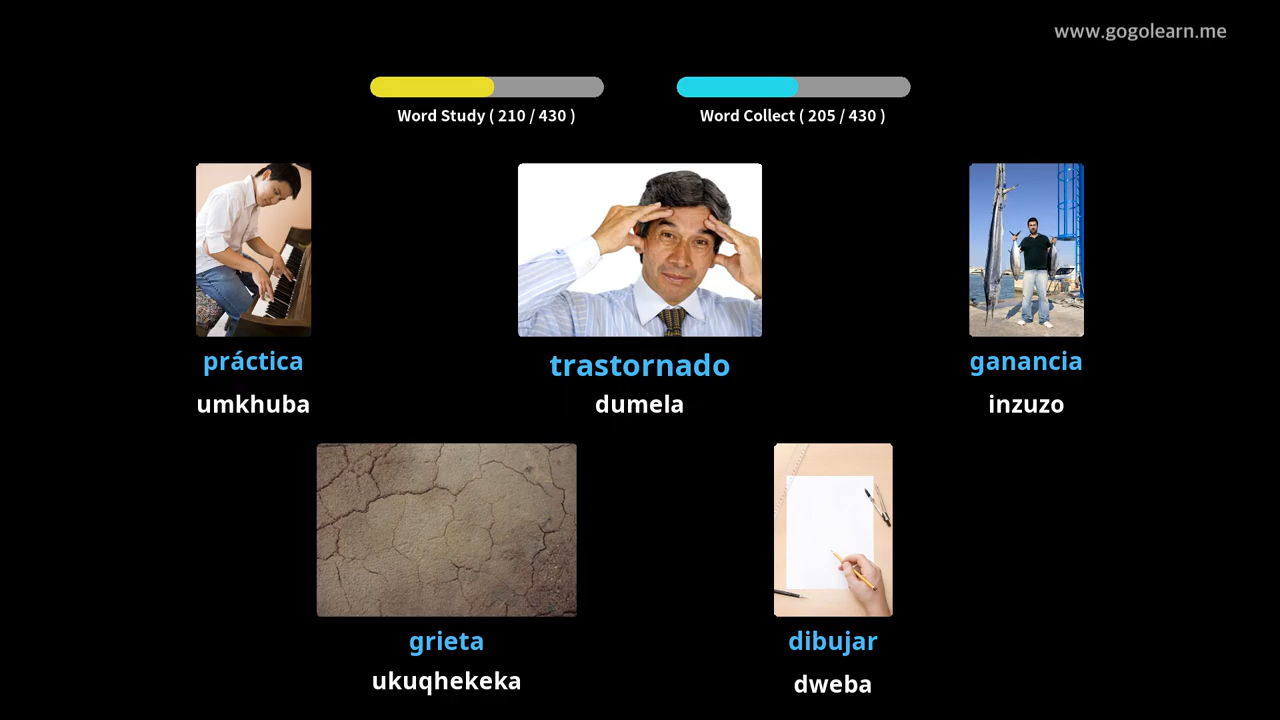 www.gogolearn.me
Word Study ( 210 / 430 )
Word Collect ( 205 / 430 )
práctica
trastornado
ganancia
umkhuba
dumela
inzuzo
grieta
dibujar
ukuqhekeka
dweba